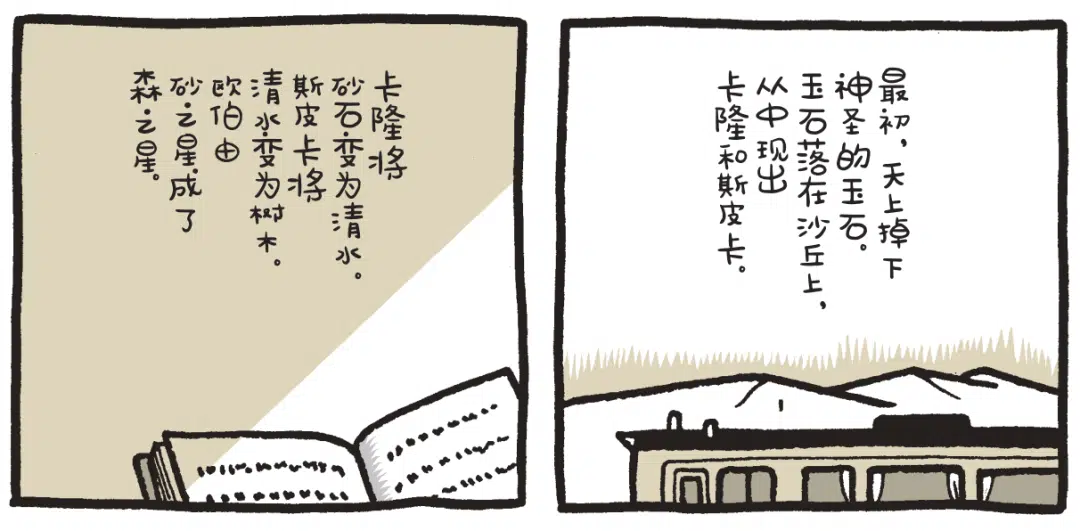 最初，天上掉下
神圣的玉石。
玉石落在沙丘上，
从中现出
卡隆和斯皮卡。
卡隆将
砂石变为清水。
斯皮卡将
清水变为树木。
欧伯由
砂之星成了
森之星。